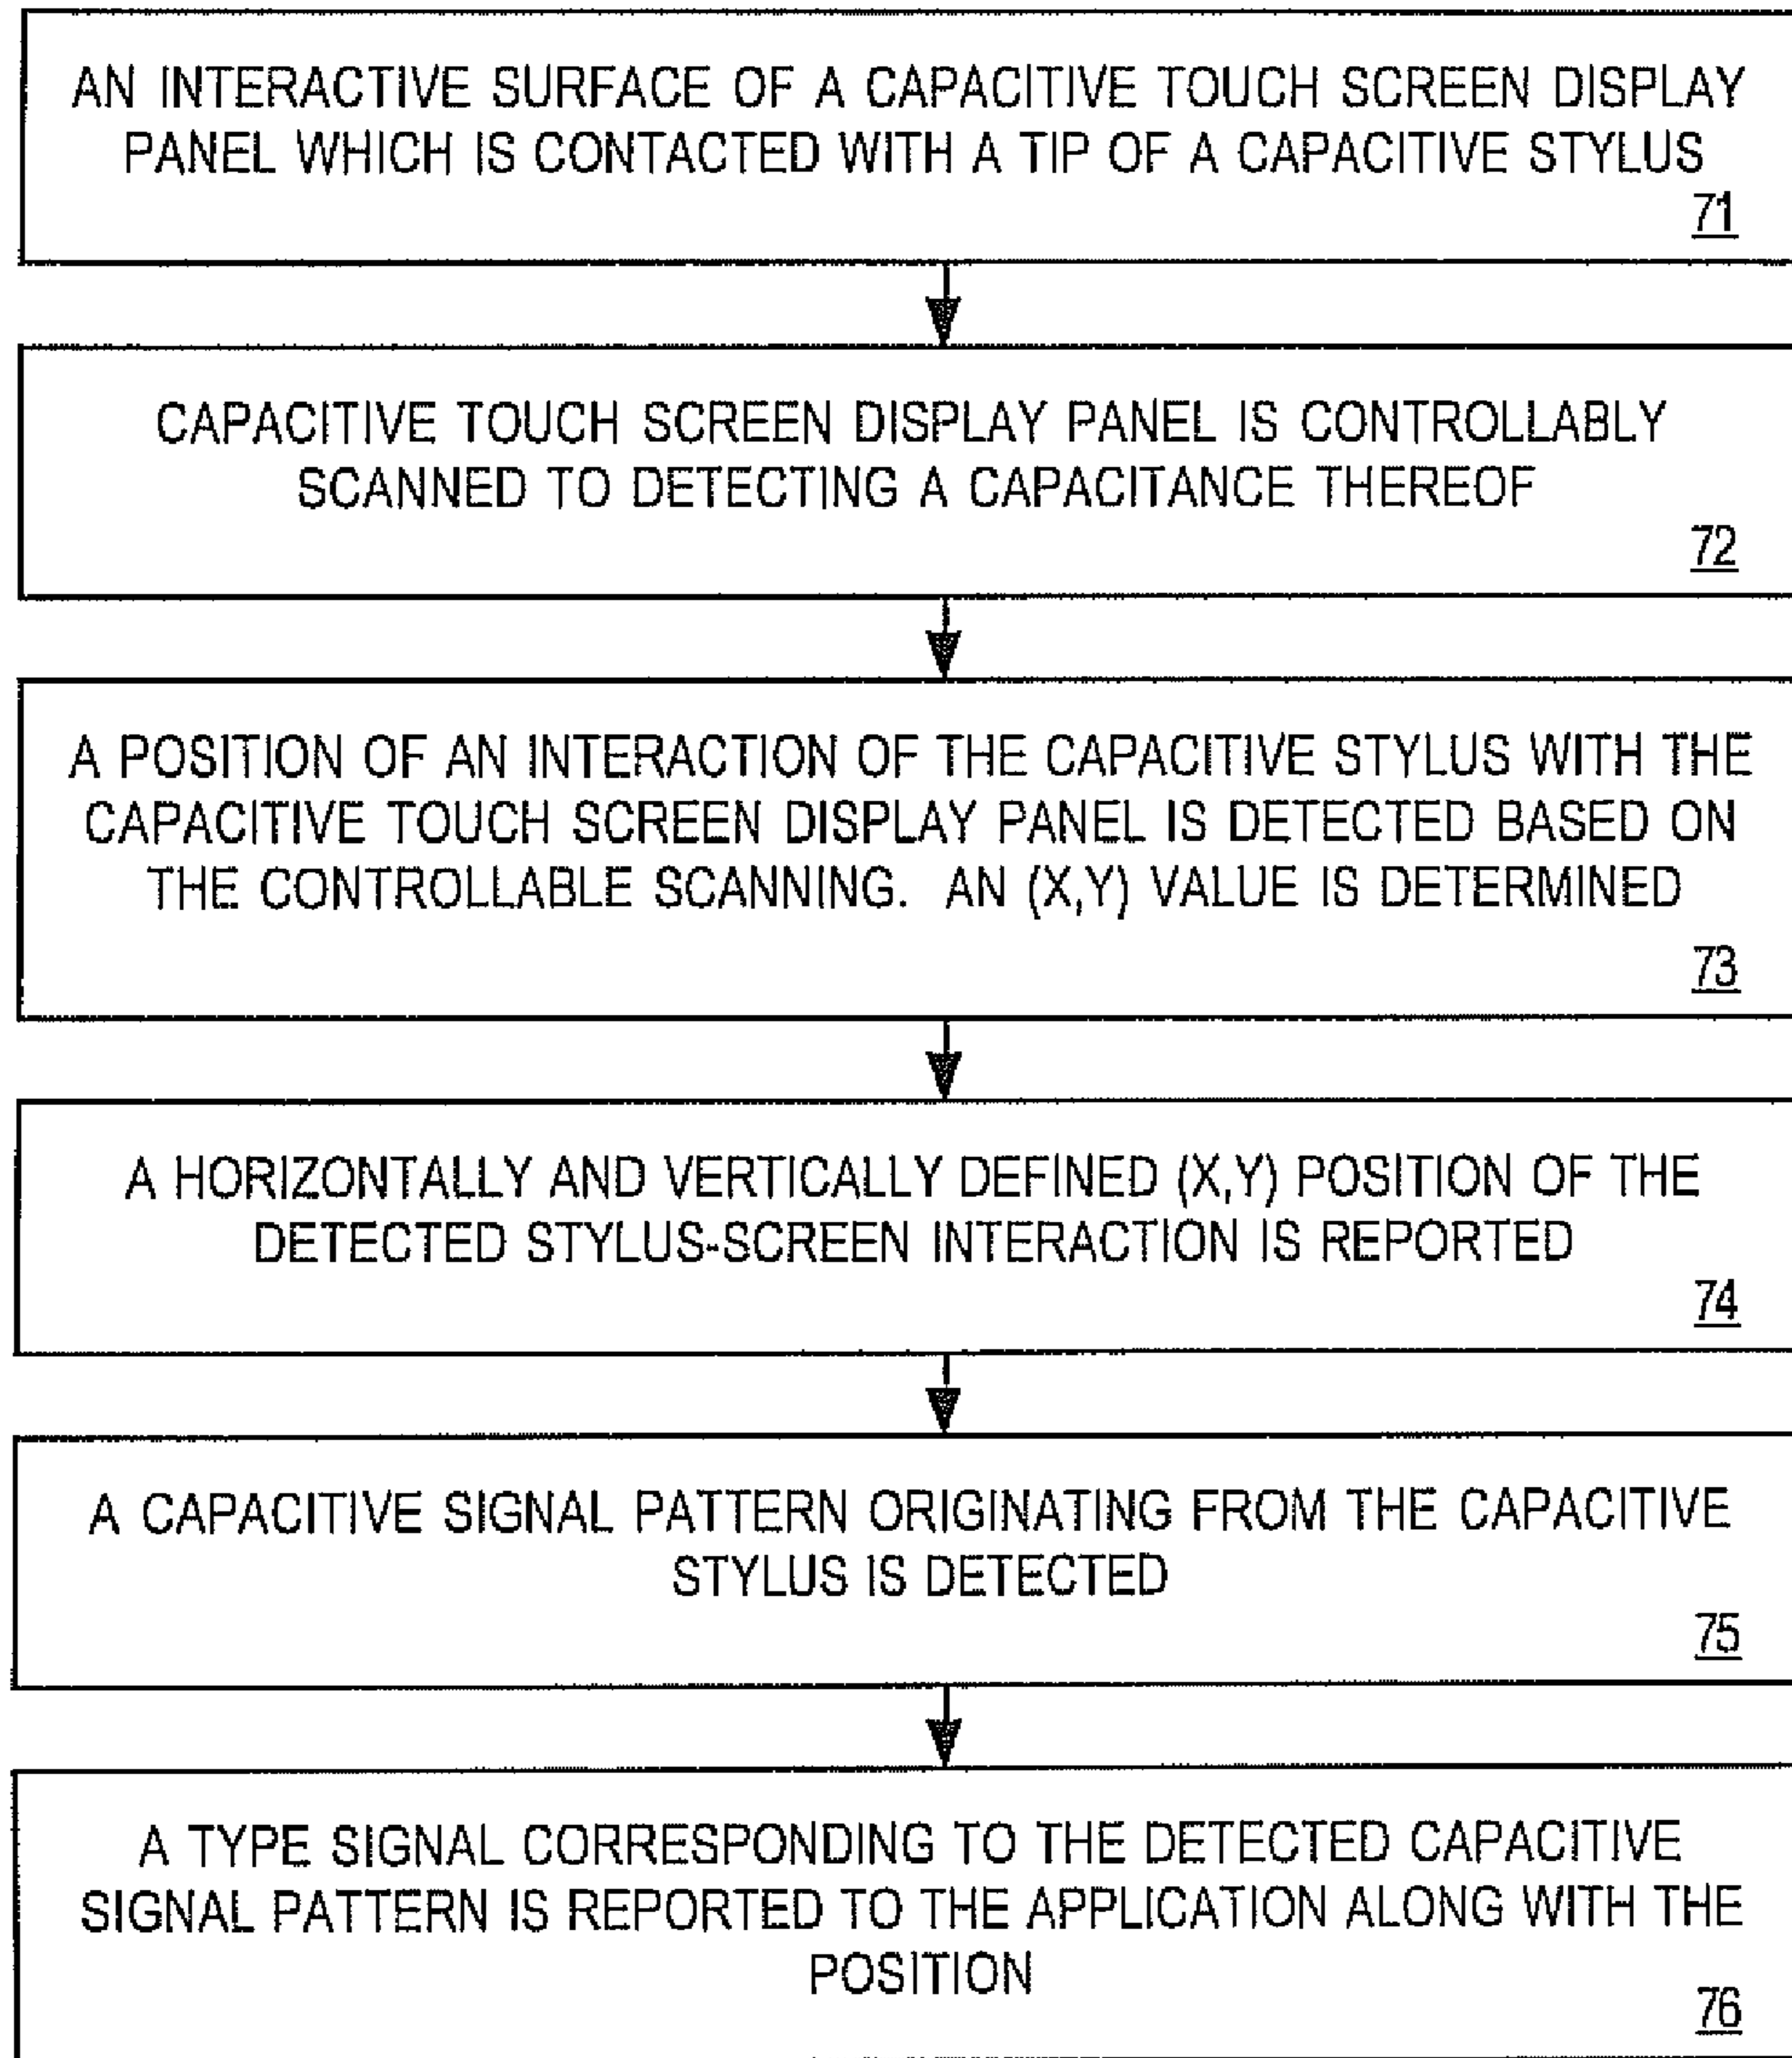 AN INTERACTIVE SURFACE OF A CAPACITIVE TOUCH SCREEN DISPLAY
PANEL WHICH IS CONTACTED WITH A TIP OF A CAPACITIVE STYLUS
71
CAPACITIVE TOUCH SCREEN DISPLAY PANEL IS CONTROLLABLY
SCANNED TO DETECTING A CAPACITANCE THEREOF
72
A POSITION OF AN INTERACTION OF THE CAPACITIVE STYLUS WITH THE
CAPACITIVE TOUCH SCREEN DISPLAY PANEL IS DETECTED BASED ON
THE CONTROLLABLE SCANNING. AN (X,Y) VALUE IS DETERMINED
73
A HORIZONTALLY AND VERTICALLY DEFINED (X,Y) POSITION OF THE
DETECTED STYLUS-SCREEN INTERACTION IS REPORTED
74
A CAPACITIVE SIGNAL PATTERN ORIGINATING FROM THE CAPACITIVE
STYLUS IS DETECTED
75
A TYPE SIGNAL CORRESPONDING TO THE DETECTED CAPACITIVE
SIGNAL PATTERN IS REPORTED TO THE APPLICATION ALONG WITH THE
POSITION
76